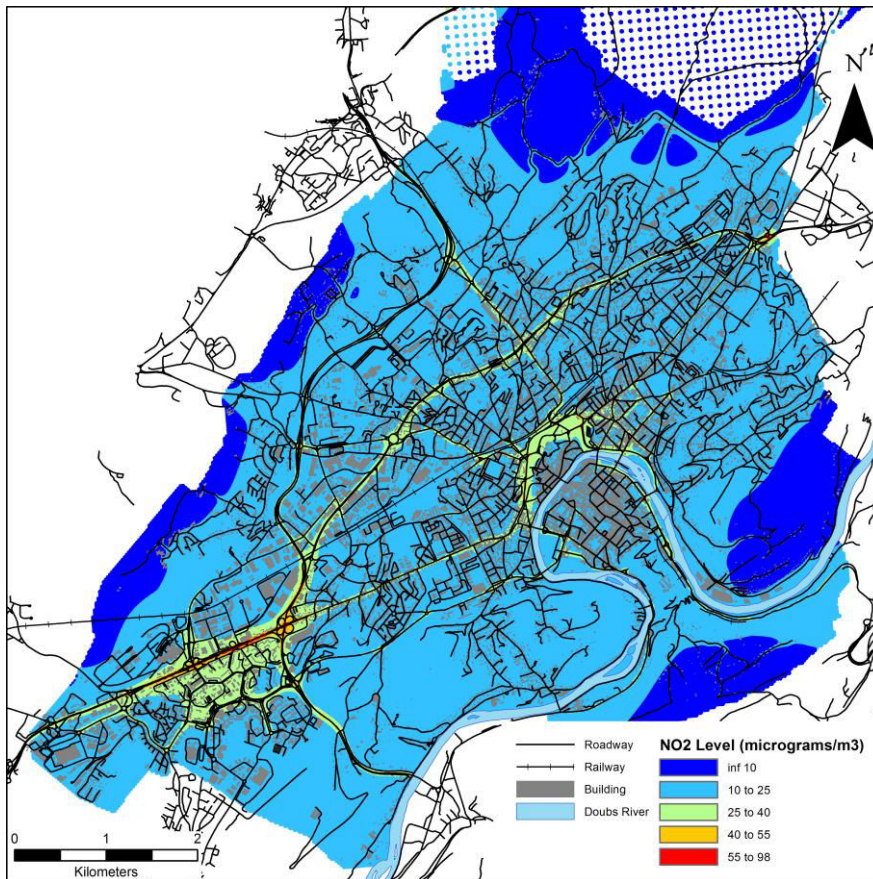 N
Roadway
Railway
Building
Doubs River
NO2 Level (micrograms/m3)
inf 10
10 to 25
25 to 40
40 to 55
55 to 98
0 1 2
Kilometers